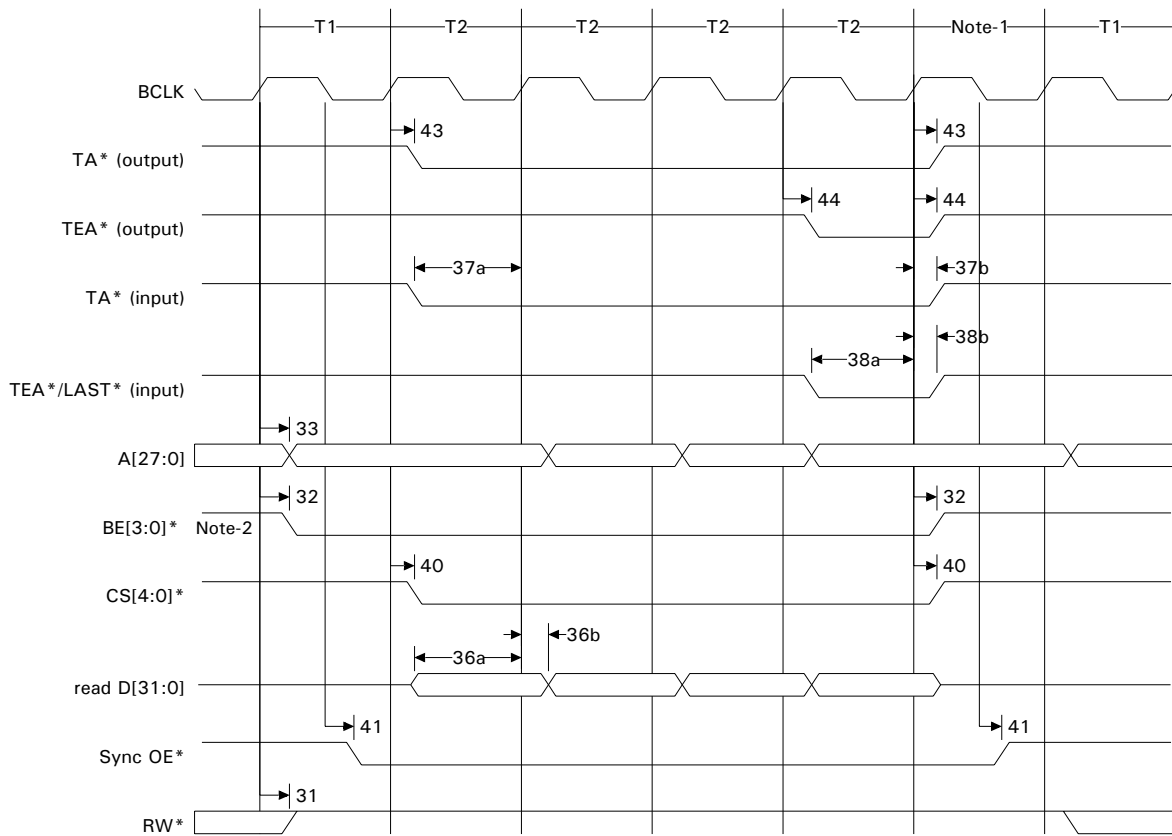 T1 T2 T2 T2 T2 Note-1 T1
BCLK
43 43
TA* (output)
44 44
TEA* (output)
37a 37b
TA* (input)
38b
38a
TEA*/LAST* (input)
33
A[27:0]
32 32
BE[3:0]* Note-2
40 40
CS[4:0]*
36b
36a
read D[31:0]
41 41
Sync OE*
31
RW*